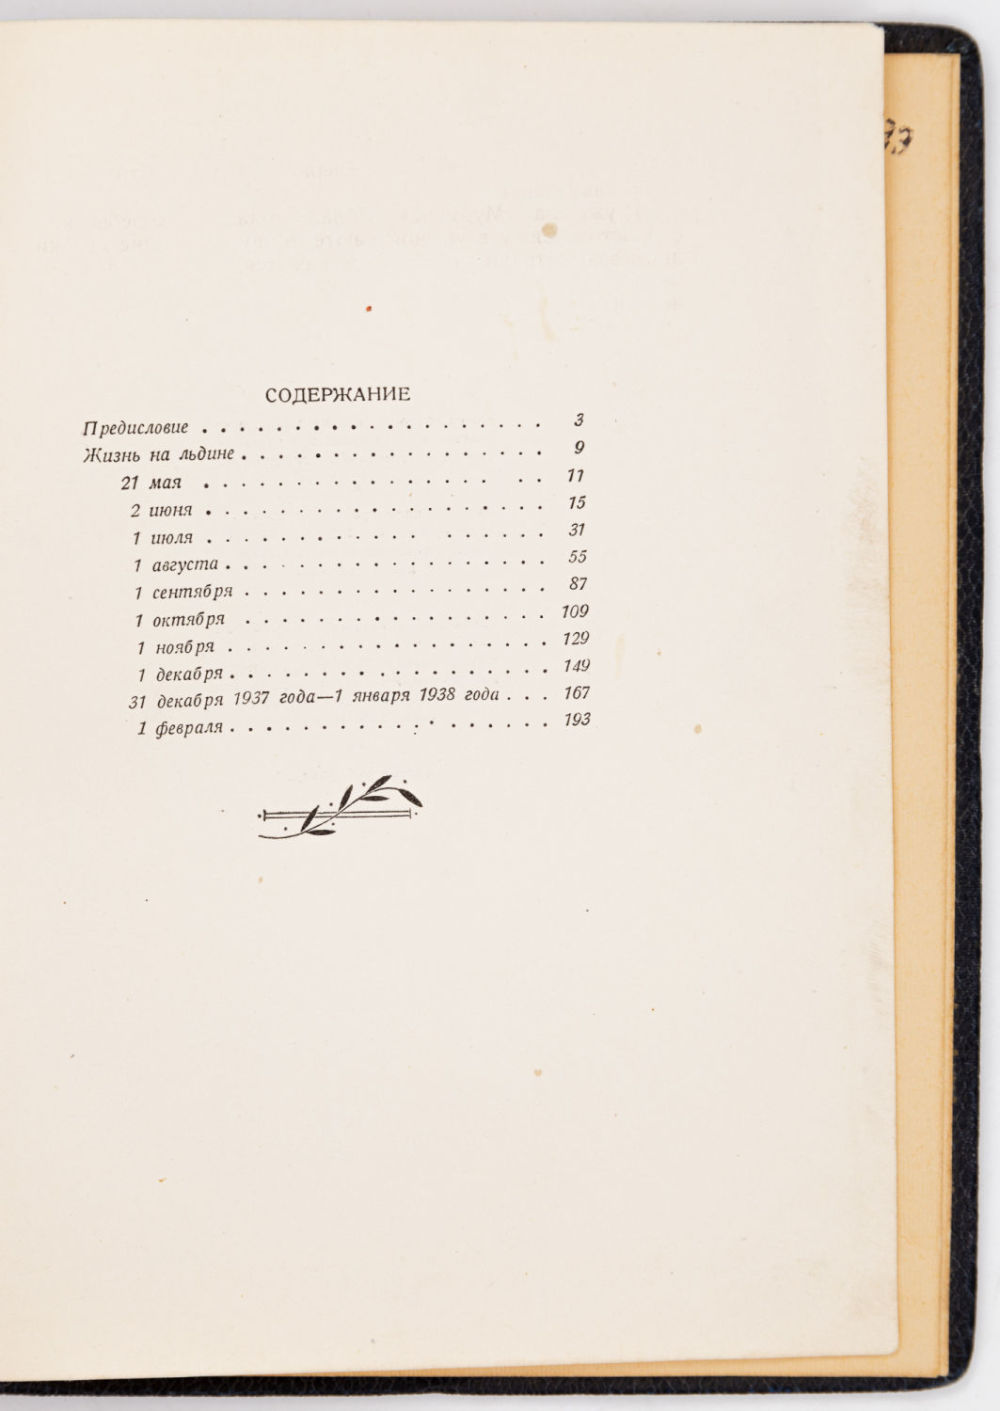 СОДЕРЖАНИЕ
Предисловие . . . . . . . . . . . . . . . . . . . 3
Жизнь на льдине . . . . . . . . . . . . . . . . . 9
21 мая . . . . . . . . . . . . . . . . . . 11
2 июня . . . . . . . . . . . . . . . . . . . 15
1 июля . . . . . . . . . . . . . . . . . . 31
1 августа . . . . . . . . . . . . . . . . . . 55
1 сентября . . . . . . . . . . . . . . . . . 87
1 октября . . . . . . . . . . . . . . . . . 109
1 ноября . . . . . . . . . . . . . . . . . . 129
1 декабря . . . . . . . . . . . . . . . . . . 149
31 декабря 1937 года—1 января 1938 года . . . 167
1 февраля . . . . . . . . . . . . . . . . . . 193